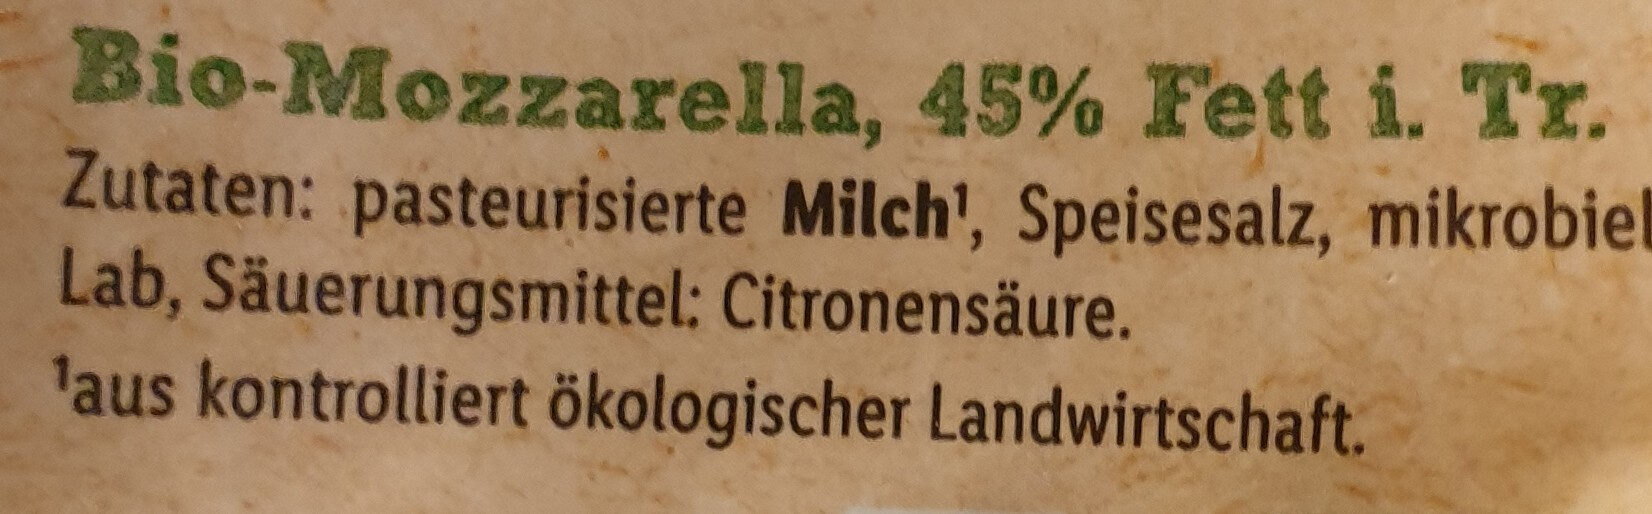 Bio-Mozzarella, 45% Fett i. Tr.
Zutaten: pasteurisierte Milch¹, Speisesalz, mikrobiel
Lab, Säuerungsmittel: Citronensäure.
¹aus kontrolliert ökologischer Landwirtschaft.